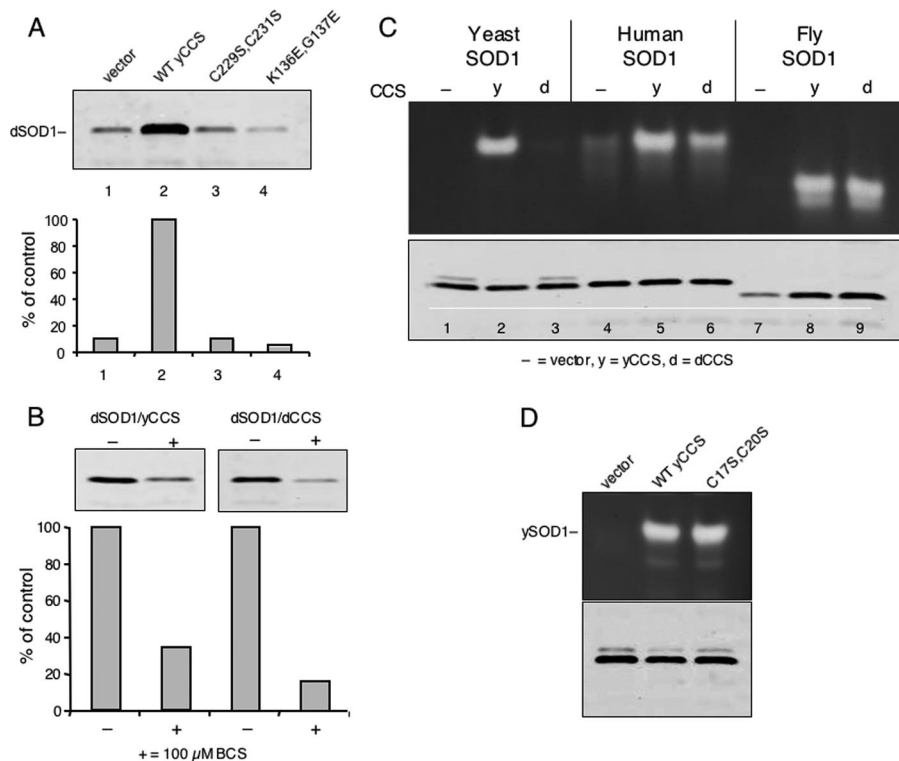 A
vector
WT yCCS
C229S,C231S
K136E,G137E
dSOD1–
1 2 3 4
% of control
100
80
60
40
20
0
1 2 3 4
B
dSOD1/yCCS dSOD1/dCCS
– + – +
% of control
100
80
60
40
20
0
– + – +
+ = 100 µM BCS
C
Yeast SOD1
Human SOD1
Fly SOD1
CCS – y d – y d – y d
1 2 3 4 5 6 7 8 9
– = vector, y = yCCS, d = dCCS
D
vector
WT yCCS
C17S,C20S
ySOD1–